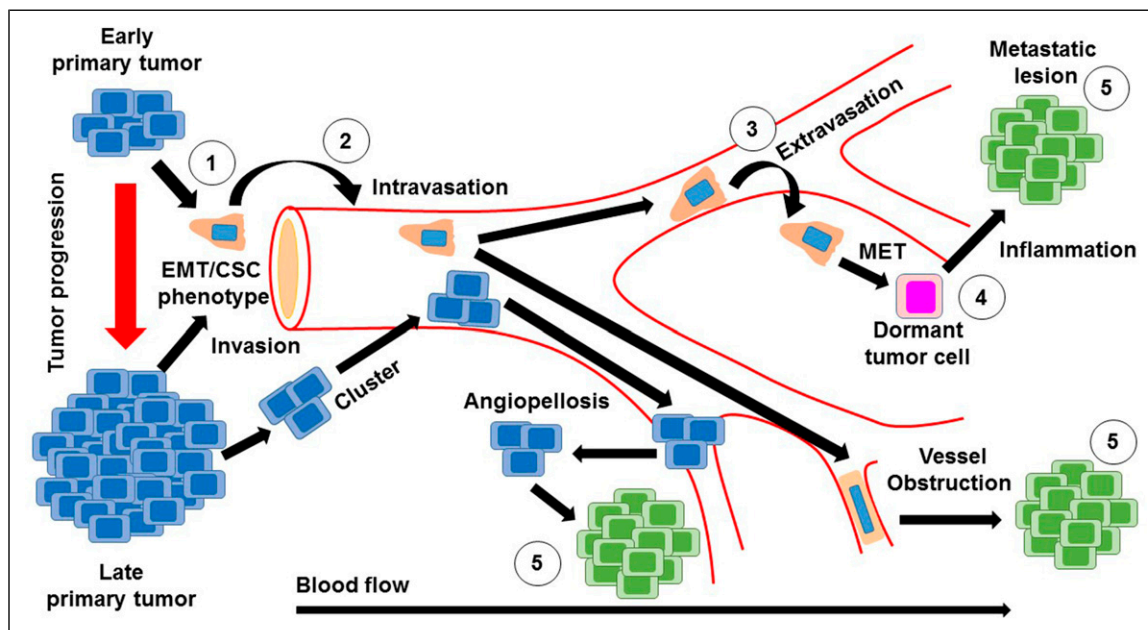 Early
primary tumor
1
2
Tumor progression
EMT/CSC
phenotype
Invasion
Cluster
Late
primary tumor
Intravasation
3
Extravasation
MET
4
Dormant
tumor cell
Inflammation
Metastatic
lesion
5
Angiopellosis
5
Vessel
Obstruction
5
Blood flow